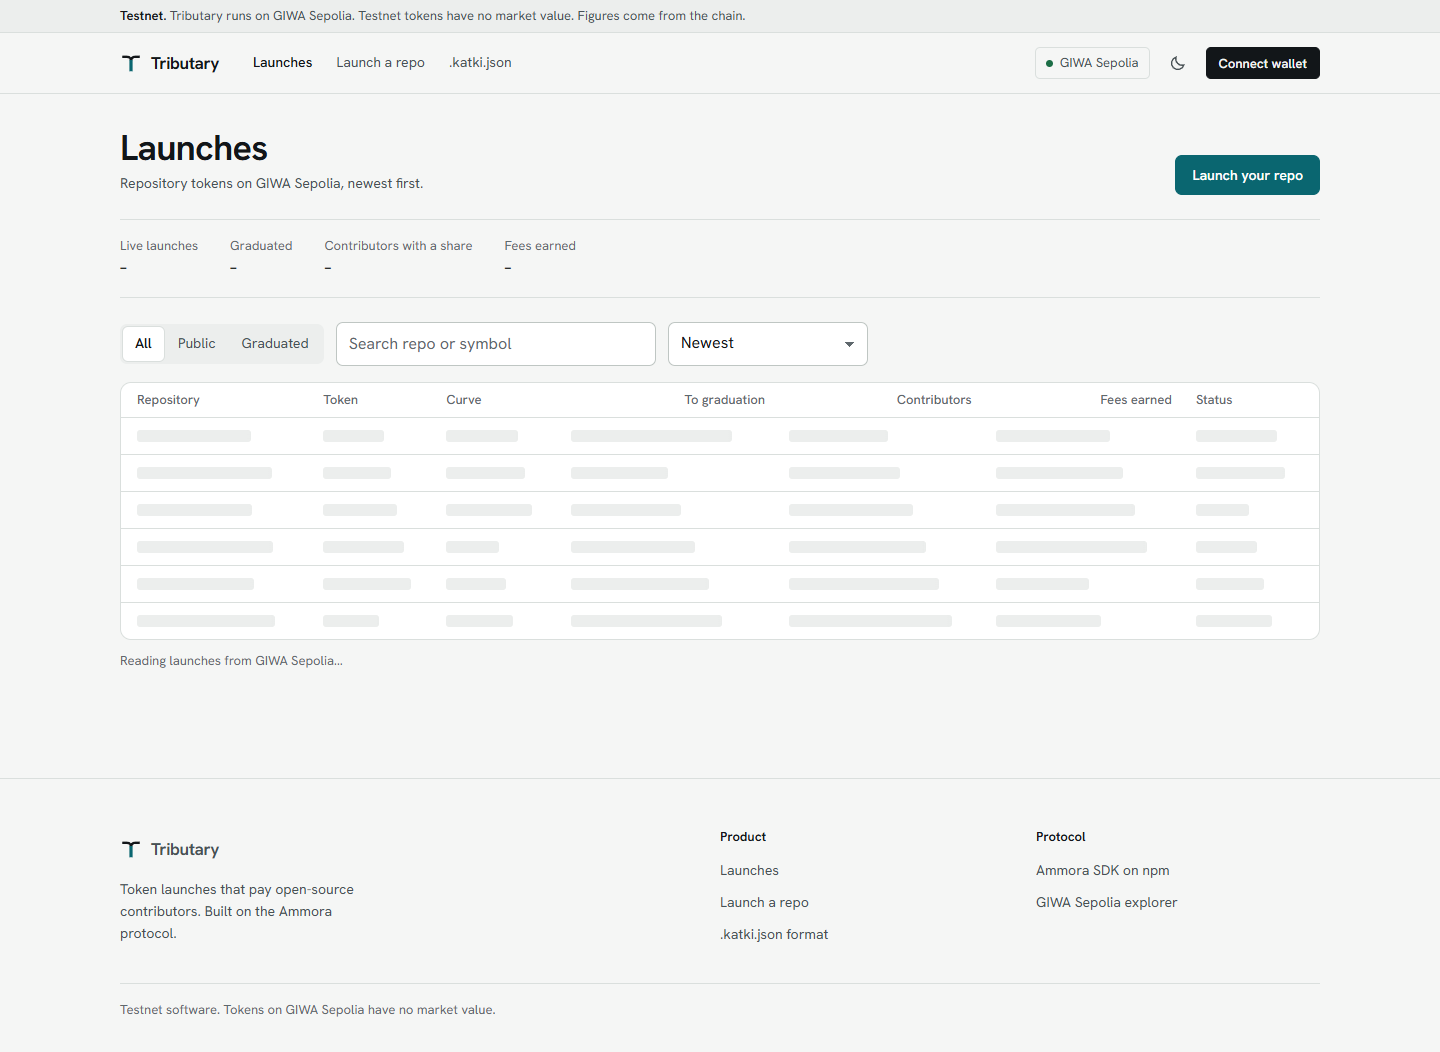 Testnet. Tributary runs on GIWA Sepolia. Testnet tokens have no market value. Figures come from the chain.
Tributary Launches Launch a repo .katki.json GIWA Sepolia Connect wallet
Launches
Repository tokens on GIWA Sepolia, newest first.
Launch your repo
Live launches Graduated Contributors with a share Fees earned
– – – –
All Public Graduated Search repo or symbol Newest
Repository Token Curve To graduation Contributors Fees earned Status
Reading launches from GIWA Sepolia...
Tributary
Token launches that pay open-source
contributors. Built on the Ammora
protocol.
Product
Launches
Launch a repo
.katki.json format
Protocol
Ammora SDK on npm
GIWA Sepolia explorer
Testnet software. Tokens on GIWA Sepolia have no market value.